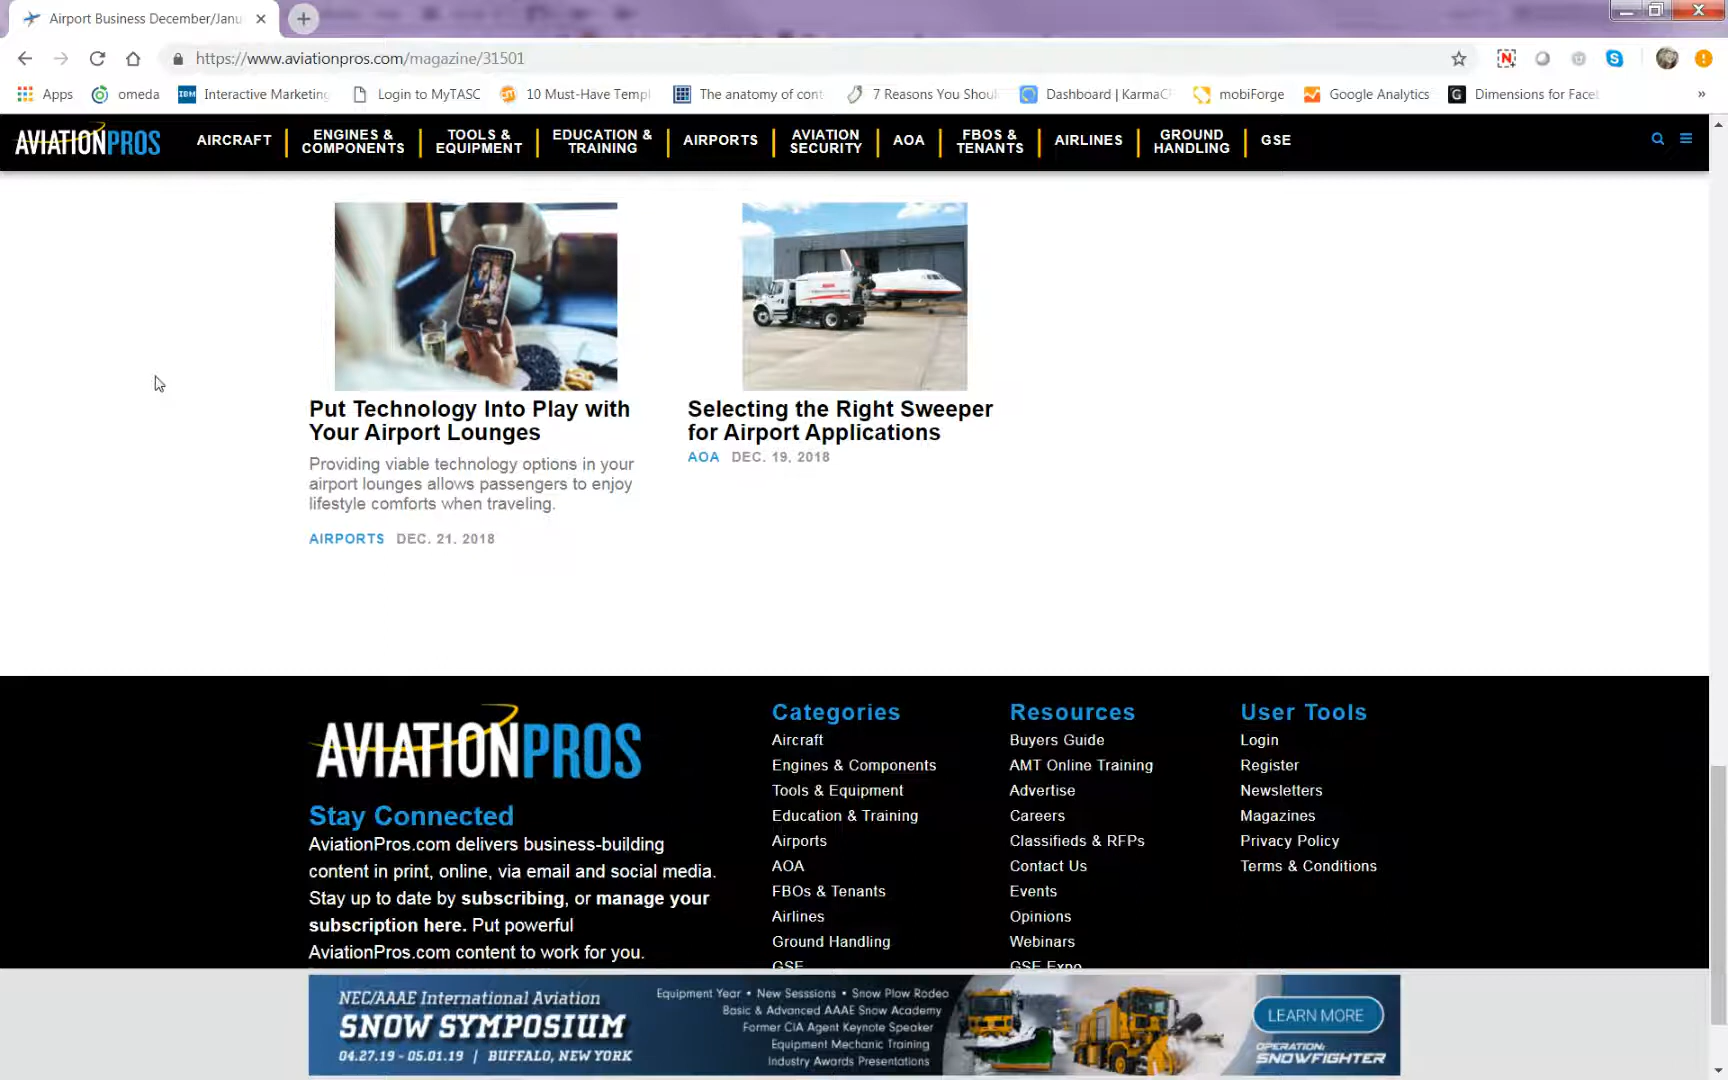 Airport Business December/Janu
https://www.aviationpros.com/magazine/31501
Apps
omeda
IBM
Interactive Marketing
Login to MyTASC
10 Must-Have Templ
The anatomy of cont
7 Reasons You Shoul
Dashboard | KarmaCR
mobiForge
Google Analytics
G
Dimensions for Face
»
AVIATIONPROS
AIRCRAFT
ENGINES &
COMPONENTS
TOOLS &
EQUIPMENT
EDUCATION &
TRAINING
AIRPORTS
AVIATION
SECURITY
AOA
FBOS &
TENANTS
AIRLINES
GROUND
HANDLING
GSE
Put Technology Into Play with
Your Airport Lounges
Providing viable technology options in your
airport lounges allows passengers to enjoy
lifestyle comforts when traveling.
AIRPORTS DEC. 21, 2018
Selecting the Right Sweeper
for Airport Applications
AOA DEC. 19, 2018
AVIATIONPROS
Stay Connected
AviationPros.com delivers business-building
content in print, online, via email and social media.
Stay up to date by subscribing, or manage your
subscription here. Put powerful
AviationPros.com content to work for you.
Categories
Aircraft
Engines & Components
Tools & Equipment
Education & Training
Airports
AOA
FBOs & Tenants
Airlines
Ground Handling
GSE
Resources
Buyers Guide
AMT Online Training
Advertise
Careers
Classifieds & RFPs
Contact Us
Events
Opinions
Webinars
GSE Expo
User Tools
Login
Register
Newsletters
Magazines
Privacy Policy
Terms & Conditions
NEC/AAAE International Aviation
SNOW SYMPOSIUM
04.27.19 - 05.01.19 | BUFFALO, NEW YORK
Equipment Year • New Sesssions • Snow Plow Rodeo
Basic & Advanced AAAE Snow Academy
Former CIA Agent Keynote Speaker
Equipment Mechanic Training
Industry Awards Presentations
LEARN MORE
OPERATION:
SNOWFIGHTER